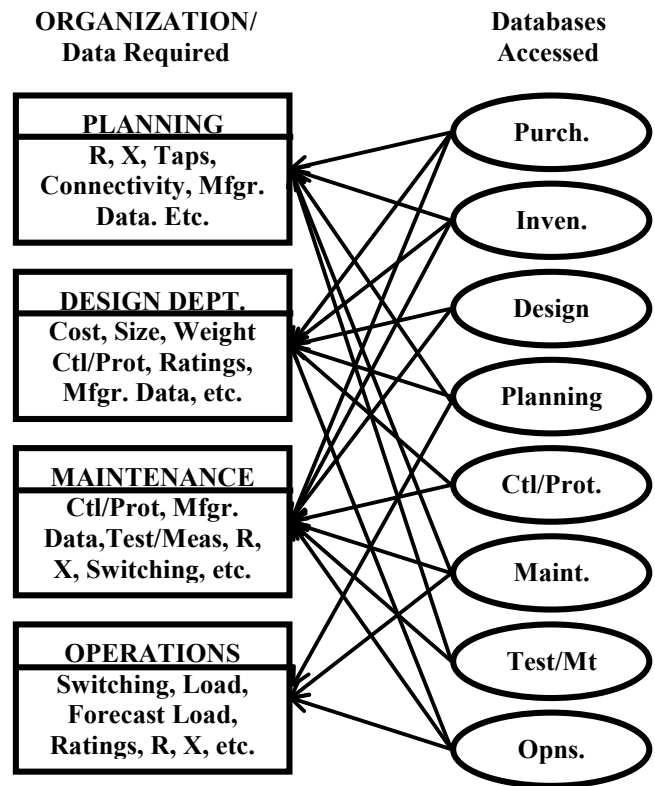 ORGANIZATION/
Data Required
Databases
Accessed
PLANNING
R, X, Taps,
Connectivity, Mfgr.
Data. Etc.
DESIGN DEPT.
Cost, Size, Weight
Ctl/Prot, Ratings,
Mfgr. Data, etc.
MAINTENANCE
Ctl/Prot, Mfgr.
Data,Test/Meas, R,
X, Switching, etc.
OPERATIONS
Switching, Load,
Forecast Load,
Ratings, R, X, etc.
Purch.
Inven.
Design
Planning
Ctl/Prot.
Maint.
Test/Mt
Opns.